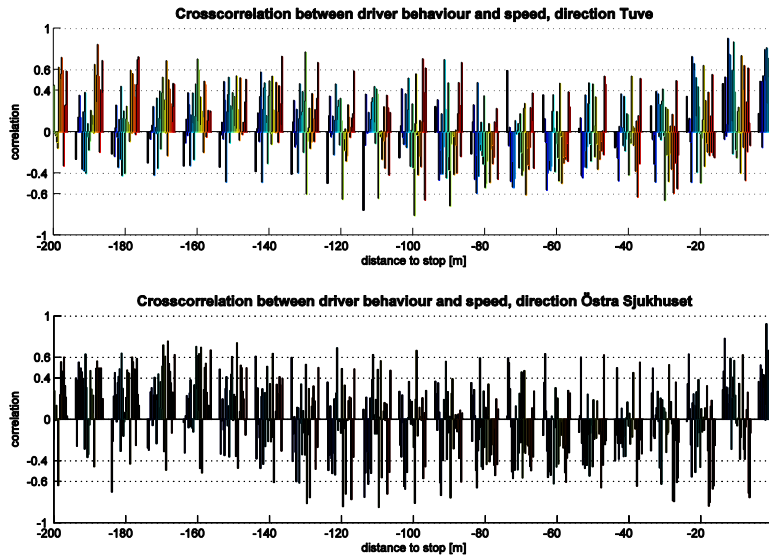 Crosscorrelation between driver behaviour and speed, direction Tuve
1
0.6
0.4
0
-0.4
-0.6
-1
correlation
-200 -180 -160 -140 -120 -100 -80 -60 -40 -20
distance to stop [m]
Crosscorrelation between driver behaviour and speed, direction Östra Sjukhuset
1
0.6
0.4
0
-0.4
-0.6
-1
correlation
-200 -180 -160 -140 -120 -100 -80 -60 -40 -20
distance to stop [m]